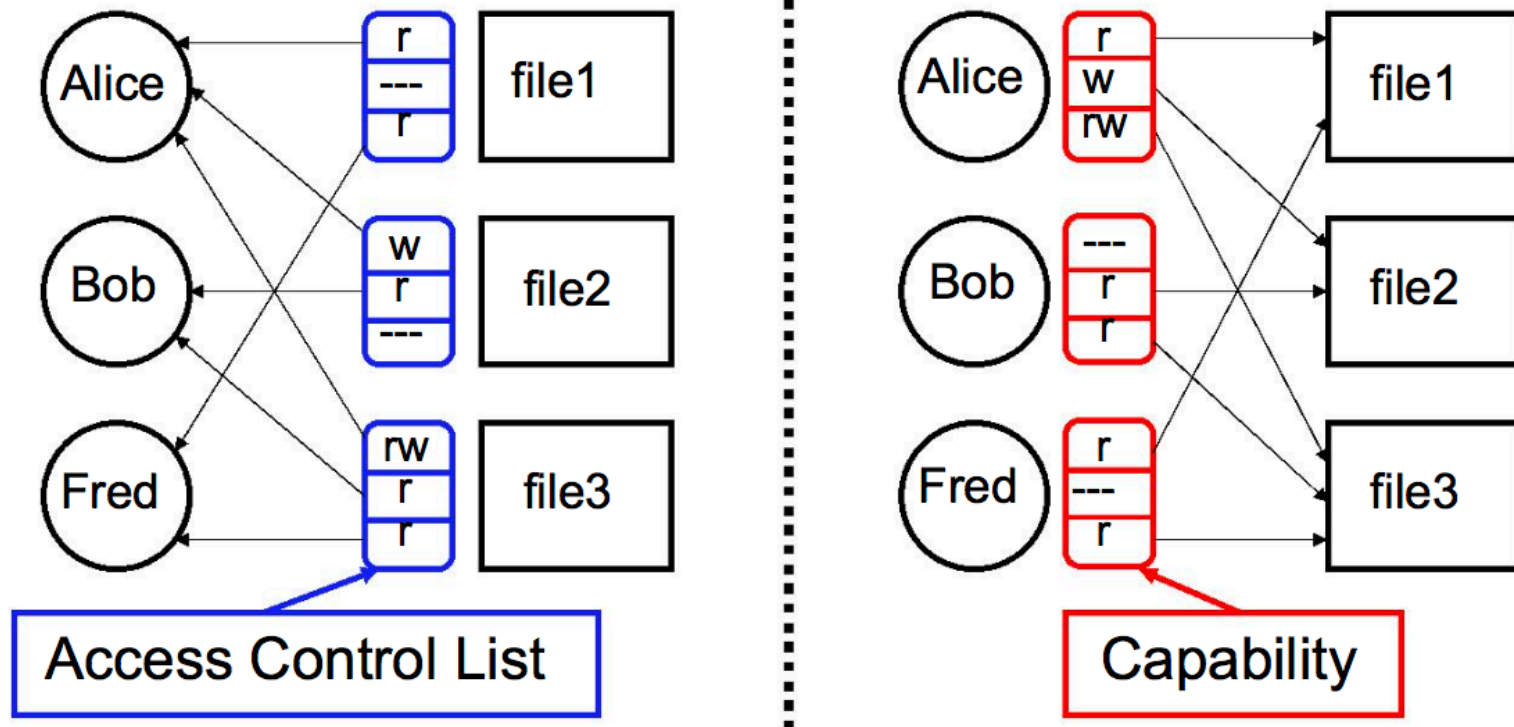 Alice
r
---
r
file1
Bob
w
r
---
file2
Fred
rw
r
r
file3
Access Control List
Alice
r
w
rw
file1
Bob
---
r
r
file2
Fred
r
---
r
file3
Capability